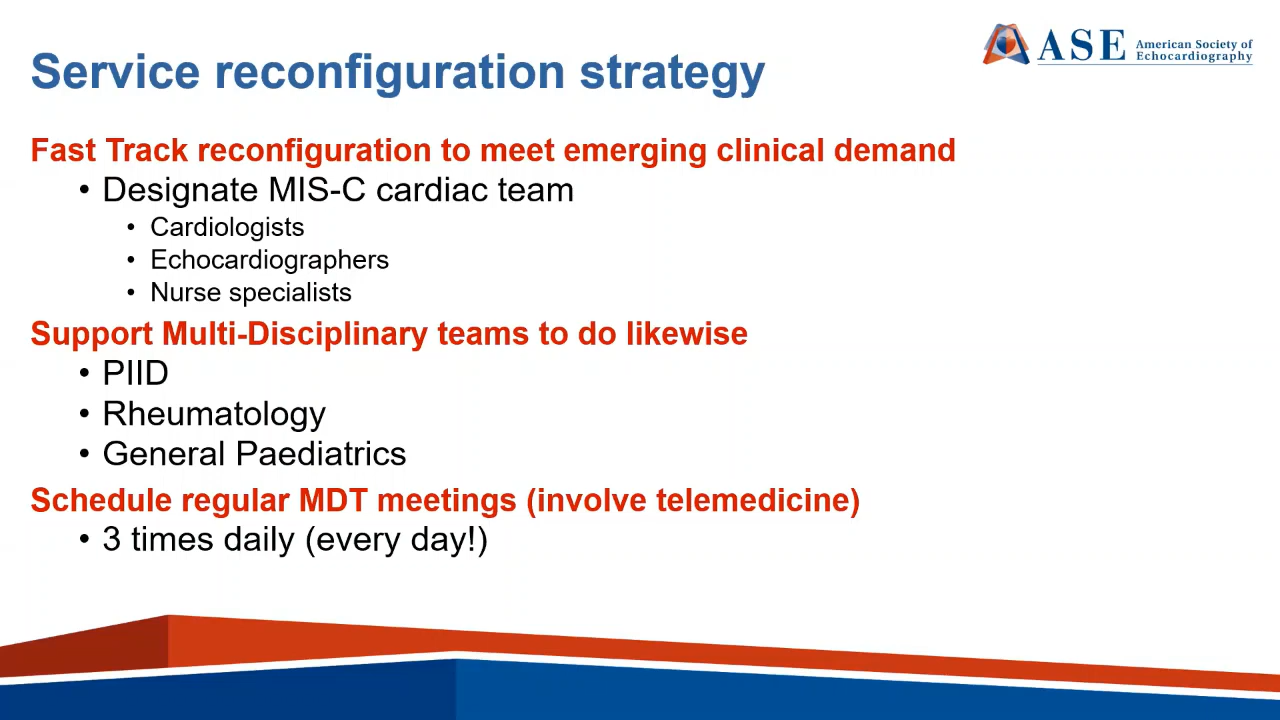 ASE American Society of
Echocardiography
Service reconfiguration strategy
Fast Track reconfiguration to meet emerging clinical demand
• Designate MIS-C cardiac team
• Cardiologists
• Echocardiographers
• Nurse specialists
Support Multi-Disciplinary teams to do likewise
• PIID
• Rheumatology
• General Paediatrics
Schedule regular MDT meetings (involve telemedicine)
• 3 times daily (every day!)